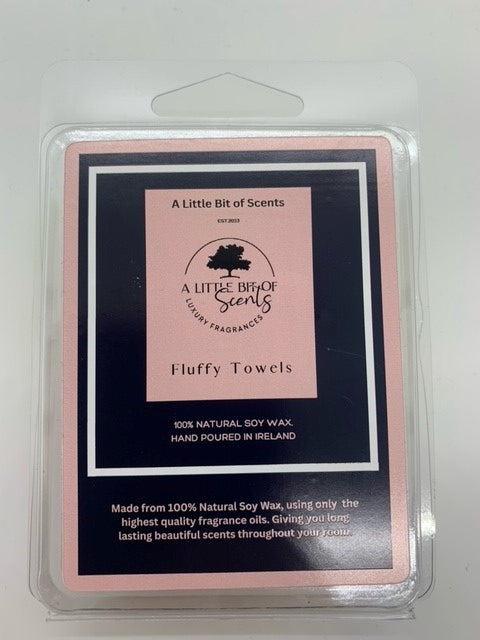 A Little Bit of Scents
EST.2023
A LITTLE BIT OF
Scents
LUXURY FRAGRANCES
Fluffy Towels
100% NATURAL SOY WAX.
HAND POURED IN IRELAND
Made from 100% Natural Soy Wax, using only the
highest quality fragrance oils. Giving you long
lasting beautiful scents throughout your room.